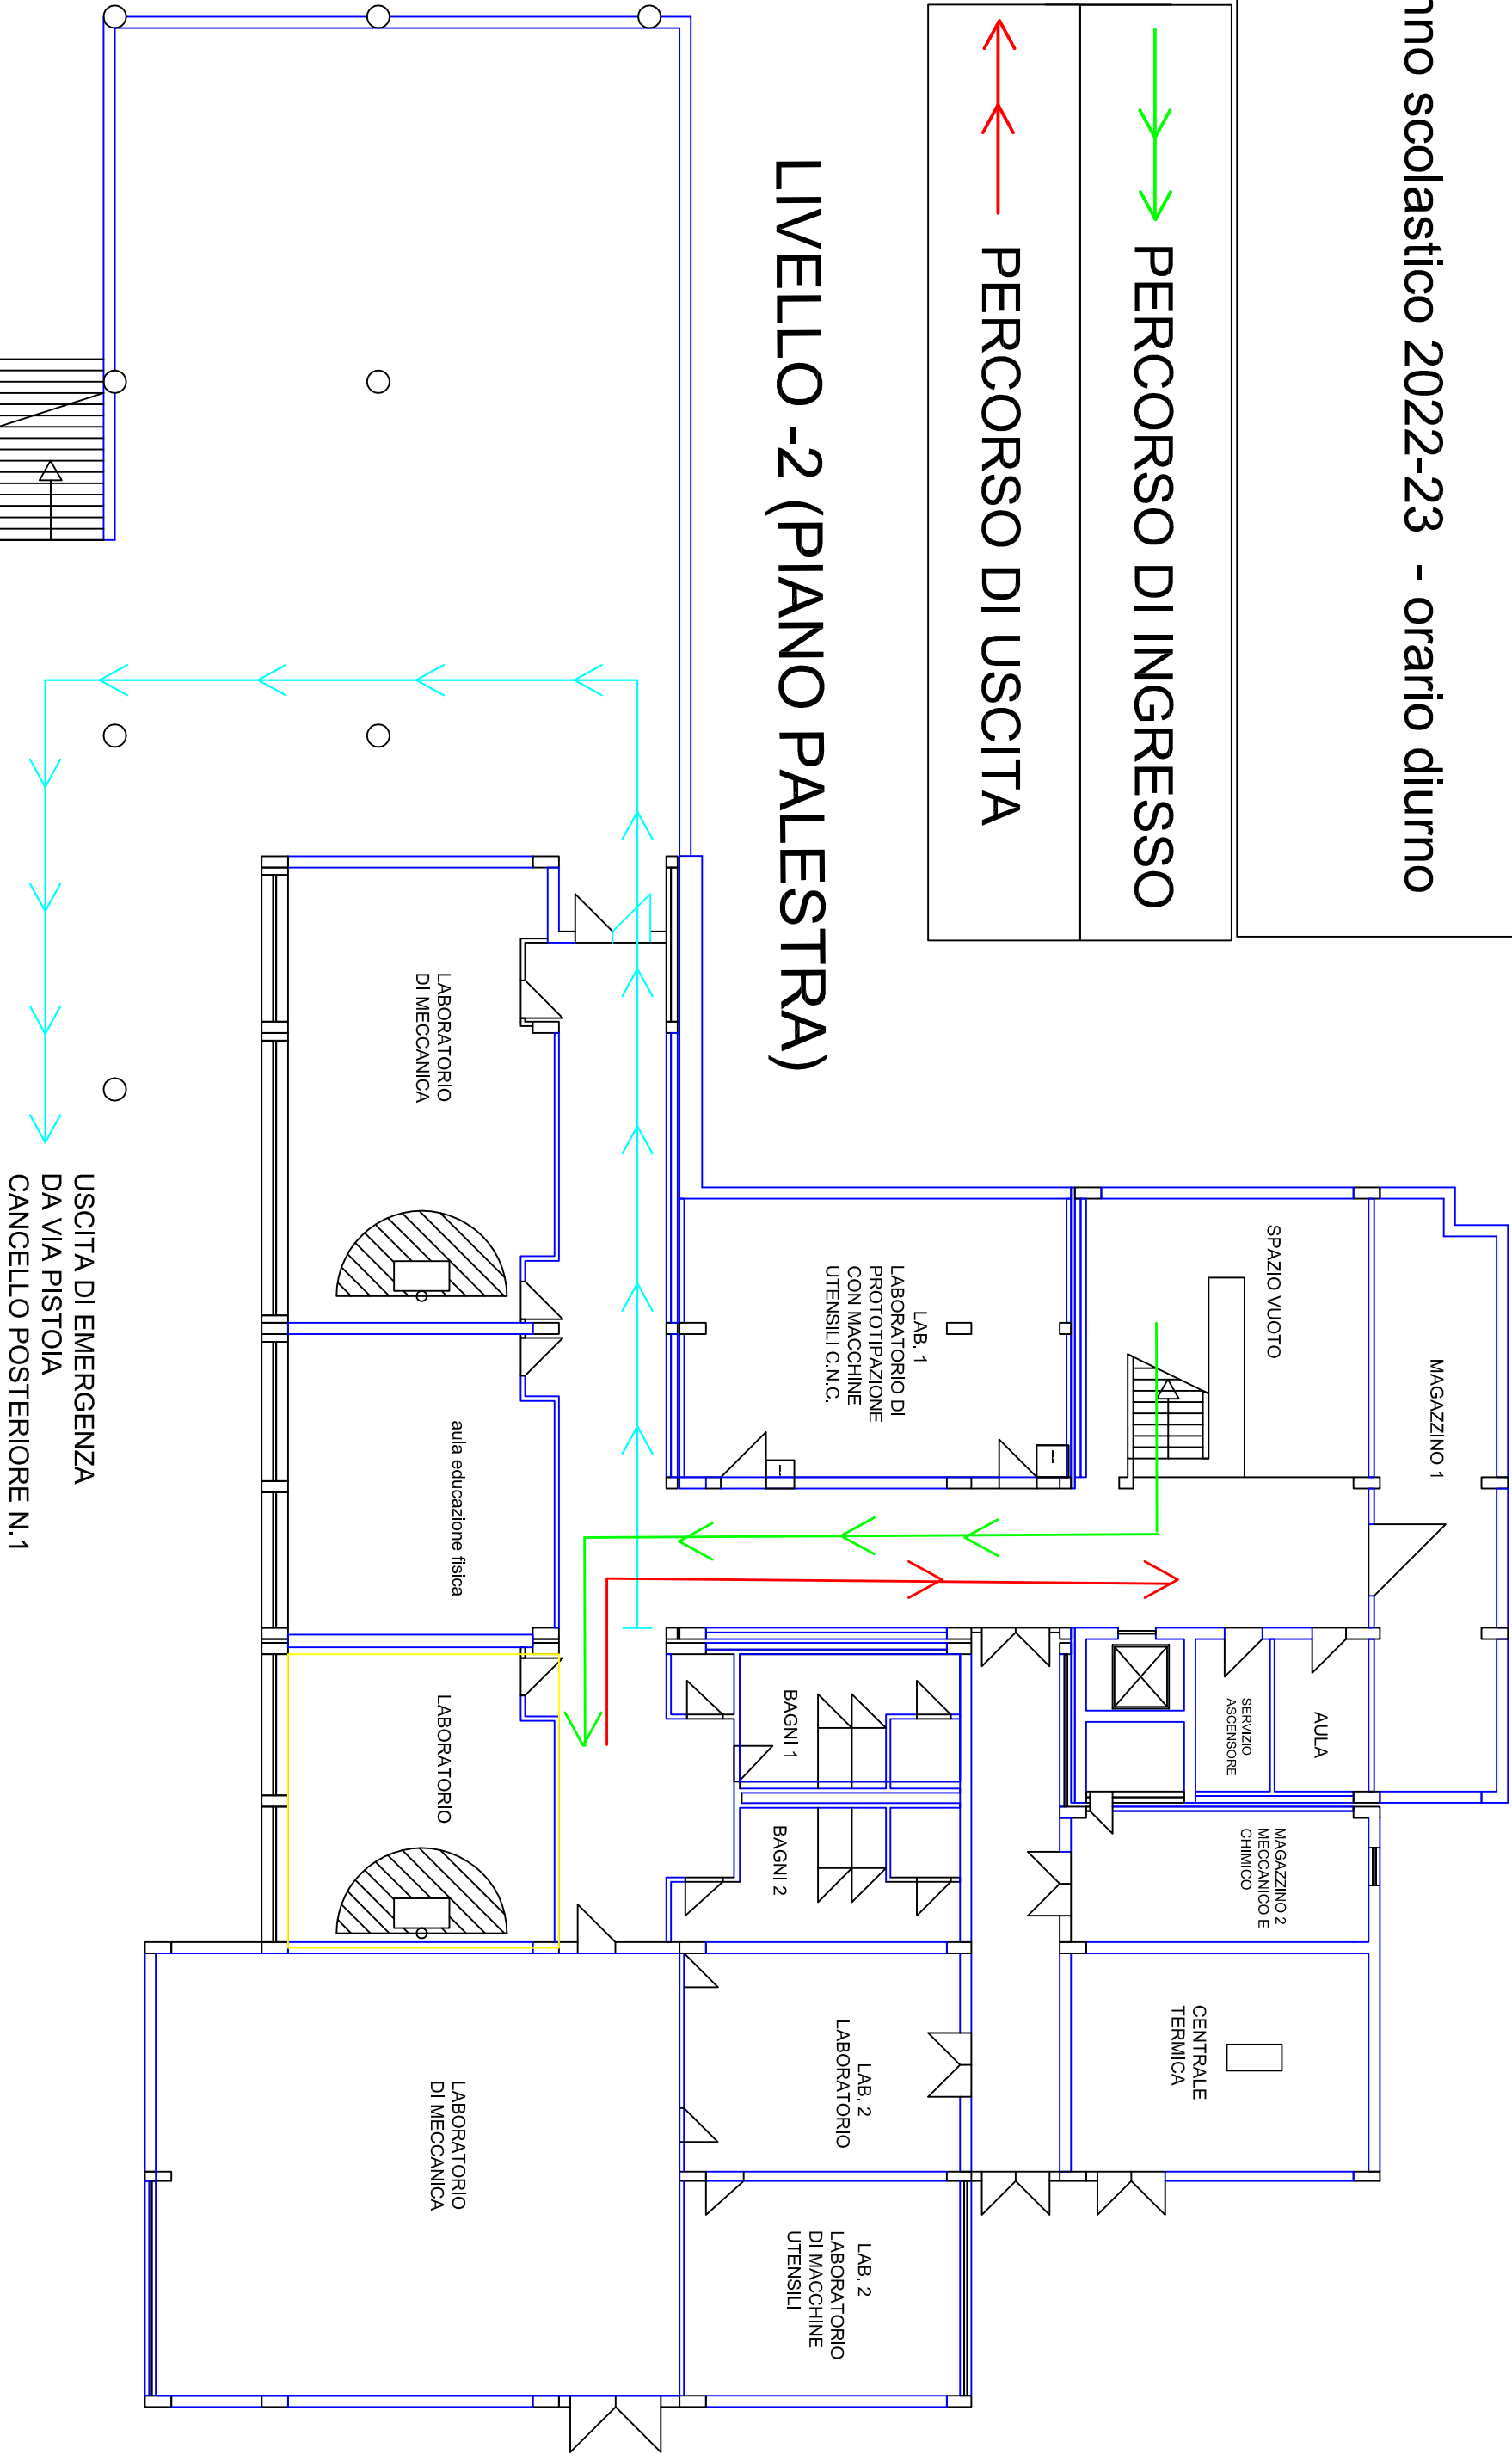 nno scolastico 2022-23 - orario diurno
PERCORSO DI INGRESSO
PERCORSO DI USCITA
LIVELLO -2 (PIANO PALESTRA)
MAGAZZINO 1
SPAZIO VUOTO
LAB. 1
LABORATORIO DI
PROTOTIPAZIONE
CON MACCHINE
UTENSILI C.N.C.
AULA
SERVIZIO
ASCENSORE
MAGAZZINO 2
MECCANICO E
CHIMICO
CENTRALE
TERMICA
BAGNI 1
BAGNI 2
LAB. 2
LABORATORIO
LAB. 2
LABORATORIO
DI MACCHINE
UTENSILI
LABORATORIO
DI MECCANICA
aula educazione fisica
LABORATORIO
LABORATORIO
DI MECCANICA
USCITA DI EMERGENZA
DA VIA PISTOIA
CANCELLO POSTERIORE N.1